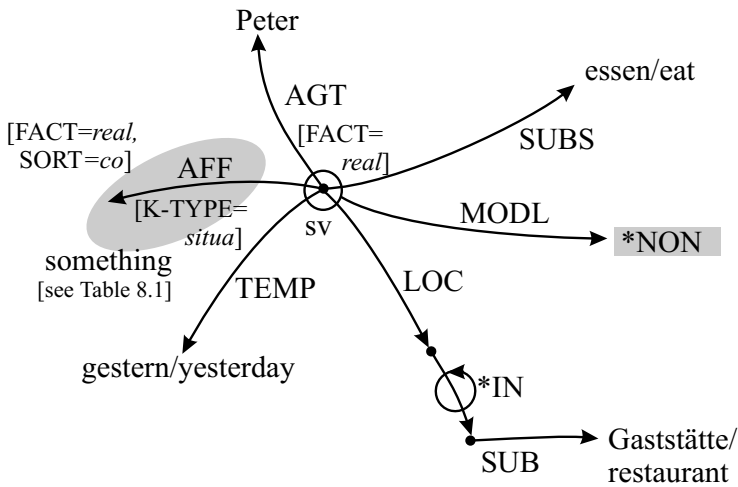 Peter
essen/eat
AGT
[FACT=
real]
SUBS
[FACT=real,
SORT=co]
AFF
[K-TYPE=
situa]
sv
MODL
*NON
something
[see Table 8.1]
TEMP
LOC
gestern/yesterday
*IN
SUB
Gaststätte/
restaurant